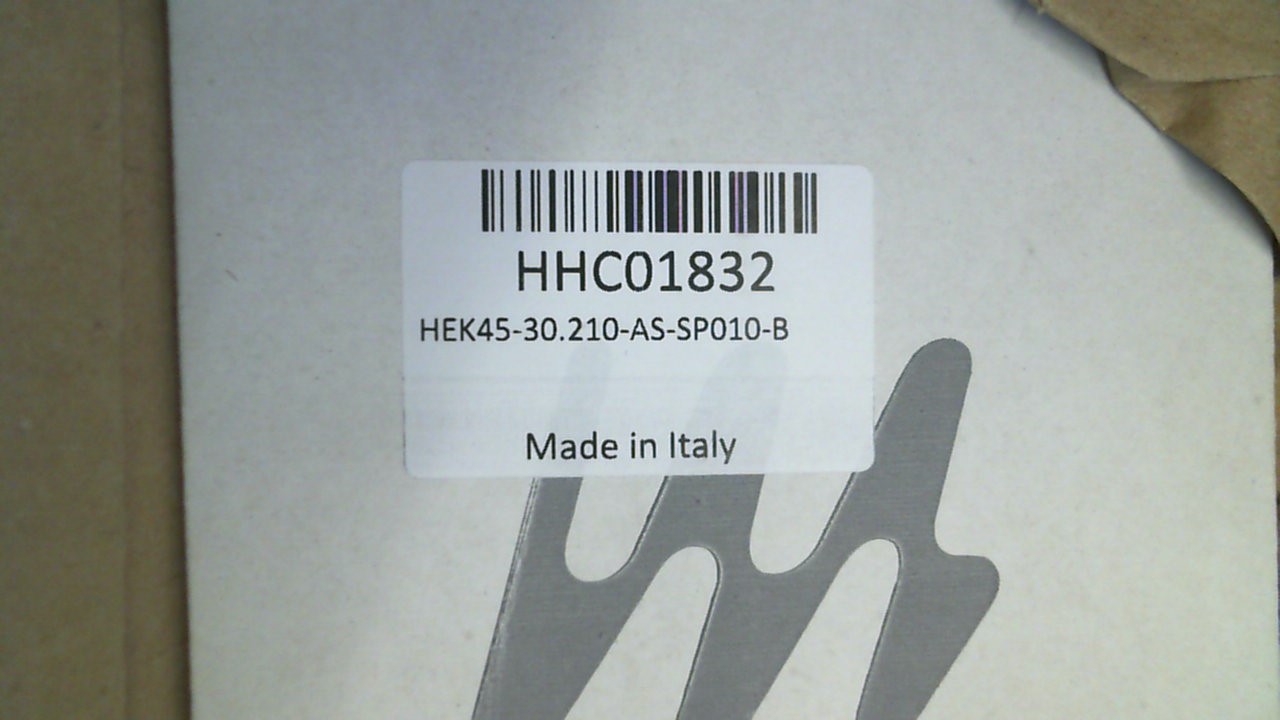 HHC01832
HEK45-30.210-AS-SP010-B
Made in Italy